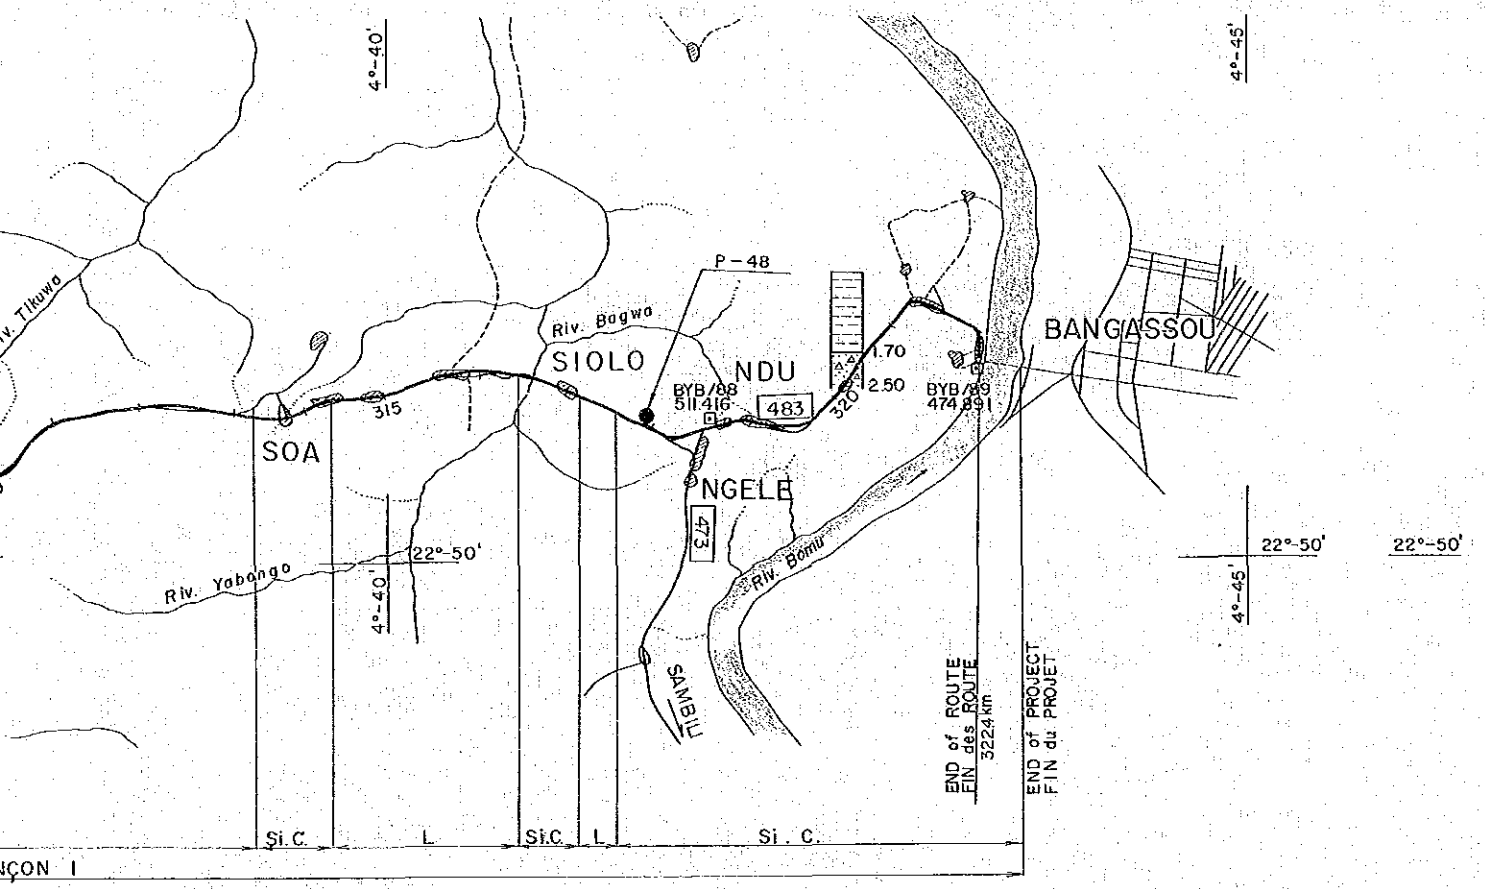 4°-40'
4°-45'
Riv. Tikuwa
P-48
Riv. Bagwa
SIOLO
NDU
BANGASSOU
1.70
2.50
BYB/88
511.416
483
320
BYB/89
474.891
315
SOA
NGELE
473
22°-50'
22°-50'
22°-50'
Riv. Yabongo
Riv. Bomu
4°-40'
4°-45'
SAMBILI
END of ROUTE
FIN des ROUTE
322.4 km
END of PROJECT
FIN du PROJET
Si. C.
L
Si.C.
L
Si. C.
NÇON I